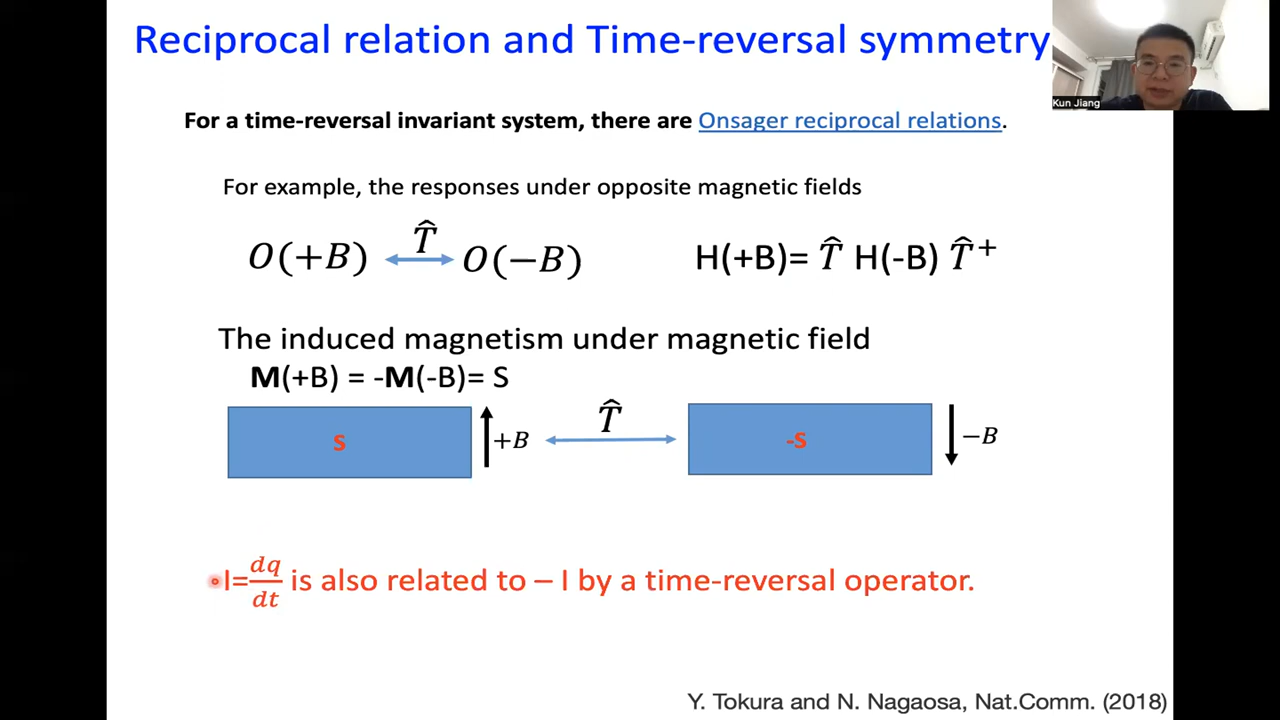 Reciprocal relation and Time-reversal symmetry
Kun Jiang
For a time-reversal invariant system, there are Onsager reciprocal relations.
For example, the responses under opposite magnetic fields
O(+B) T̂ O(−B) H(+B)= T̂ H(-B) T̂⁺
The induced magnetism under magnetic field
M(+B) = -M(-B)= S
S +B T̂ -S −B
I=dq/dt is also related to – I by a time-reversal operator.
Y. Tokura and N. Nagaosa, Nat.Comm. (2018)